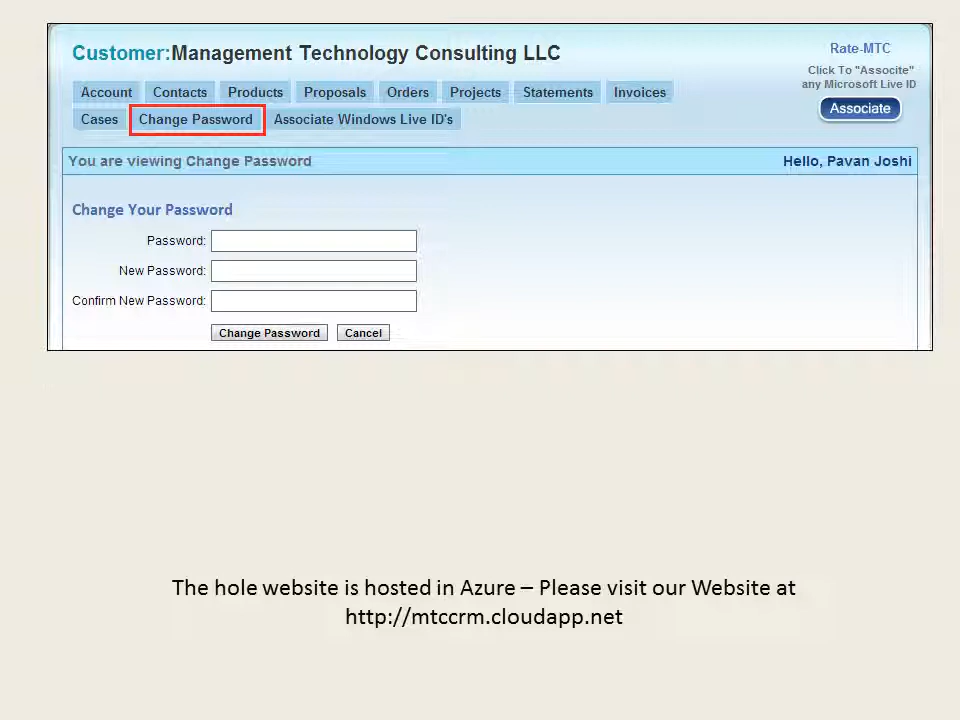 Customer:Management Technology Consulting LLC
Rate-MTC
Click To "Associte"
any Microsoft Live ID
Associate
Account Contacts Products Proposals Orders Projects Statements Invoices
Cases Change Password Associate Windows Live ID's
You are viewing Change Password
Hello, Pavan Joshi
Change Your Password
Password:
New Password:
Confirm New Password:
Change Password Cancel
The hole website is hosted in Azure – Please visit our Website at
http://mtccrm.cloudapp.net